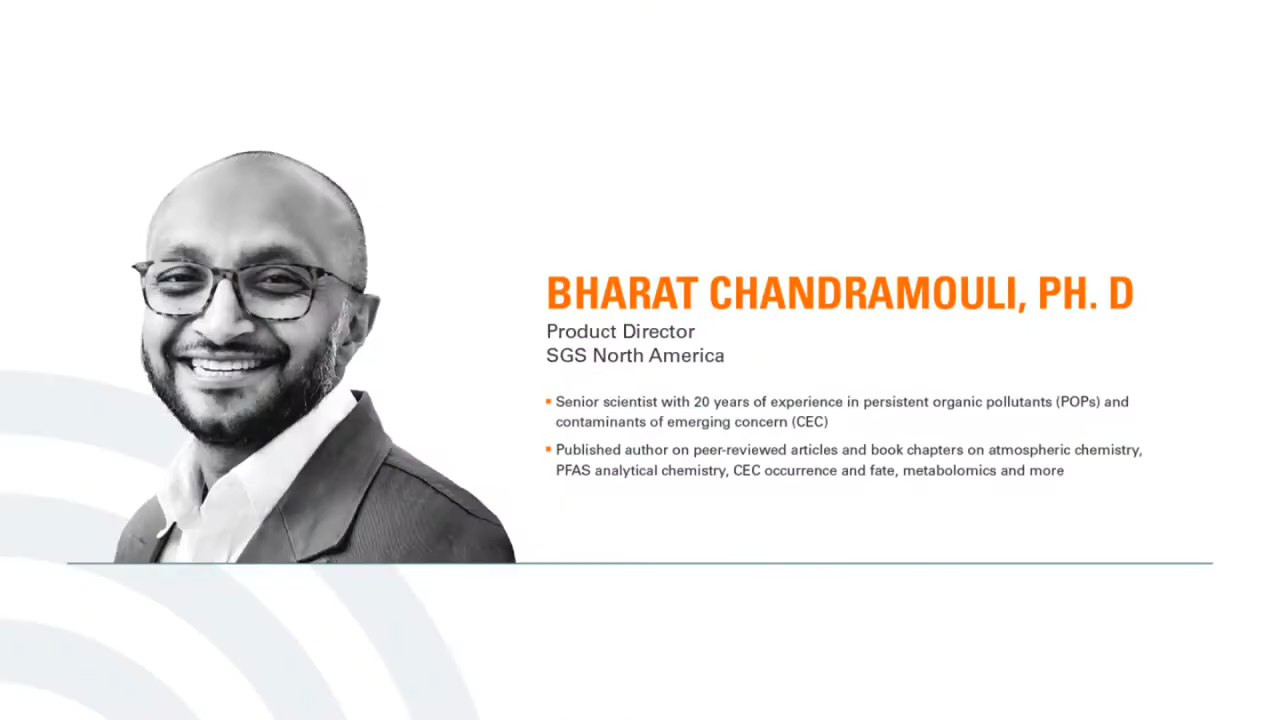 BHARAT CHANDRAMOULI, PH. D
Product Director
SGS North America
Senior scientist with 20 years of experience in persistent organic pollutants (POPs) and
contaminants of emerging concern (CEC)
Published author on peer-reviewed articles and book chapters on atmospheric chemistry,
PFAS analytical chemistry, CEC occurrence and fate, metabolomics and more